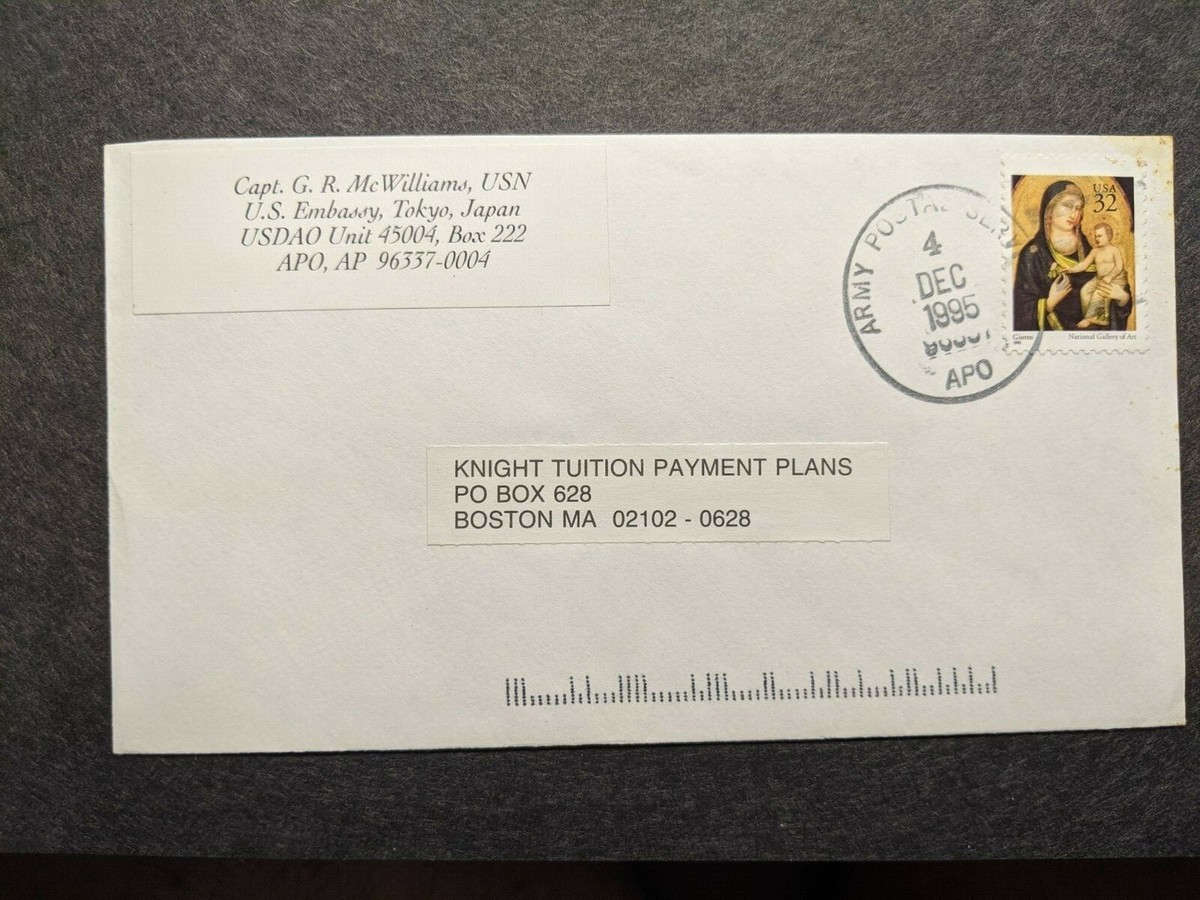 Capt. G. R. McWilliams, USN
U.S. Embassy, Tokyo, Japan
USDAO Unit 45004, Box 222
APO, AP 96337-0004
ARMY POSTAL
4
DEC
1995
APO
USA
32
Giotto
National Gallery of Art
KNIGHT TUITION PAYMENT PLANS
PO BOX 628
BOSTON MA 02102 - 0628